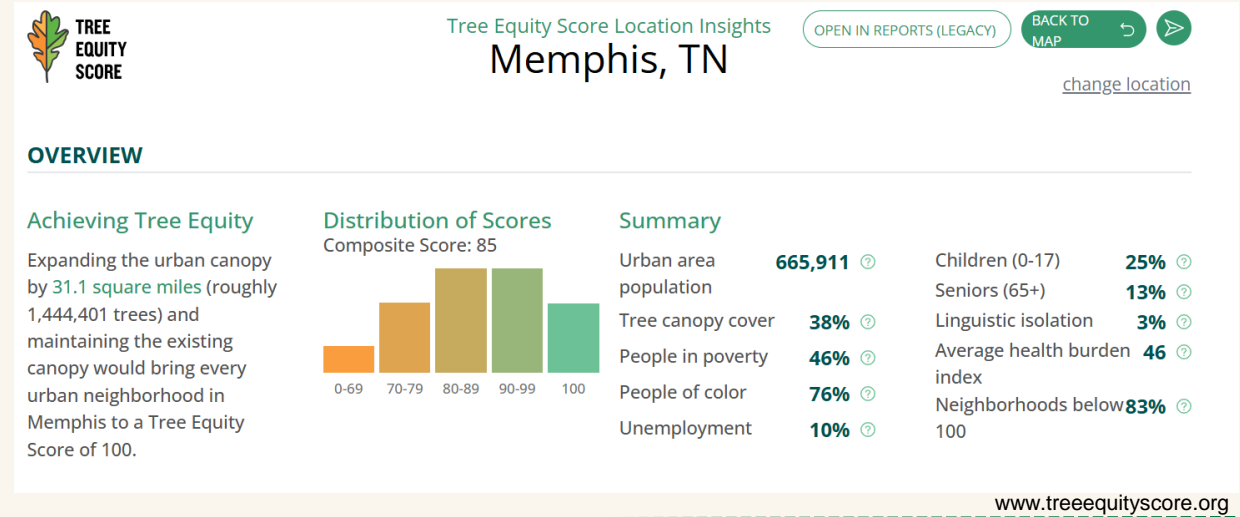 TREE
EQUITY
SCORE
Tree Equity Score Location Insights
Memphis, TN
OPEN IN REPORTS (LEGACY)
BACK TO
MAP
change location
OVERVIEW
Achieving Tree Equity
Expanding the urban canopy
by 31.1 square miles (roughly
1,444,401 trees) and
maintaining the existing
canopy would bring every
urban neighborhood in
Memphis to a Tree Equity
Score of 100.
Distribution of Scores
Composite Score: 85
0-69 70-79 80-89 90-99 100
Summary
Urban area 665,911 ?
population
Tree canopy cover 38% ?
People in poverty 46% ?
People of color 76% ?
Unemployment 10% ?
Children (0-17) 25% ?
Seniors (65+) 13% ?
Linguistic isolation 3% ?
Average health burden 46 ?
index
Neighborhoods below 83% ?
100
www.treeequityscore.org